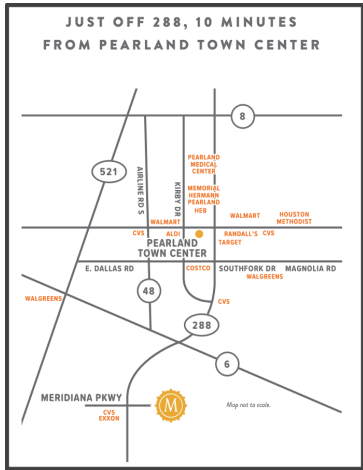 JUST OFF 288, 10 MINUTES
FROM PEARLAND TOWN CENTER
8
521
AIRLINE RD S
KIRBY DR
PEARLAND
MEDICAL
CENTER
MEMORIAL
HERMANN
PEARLAND
HEB
WALMART
WALMART
HOUSTON
METHODIST
CVS
ALDI
RANDALL'S
CVS
TARGET
PEARLAND
TOWN CENTER
E. DALLAS RD
COSTCO
SOUTHFORK DR
MAGNOLIA RD
WALGREENS
WALGREENS
48
CVS
288
6
MERIDIANA PKWY
M
CVS
EXXON
Map not to scale.